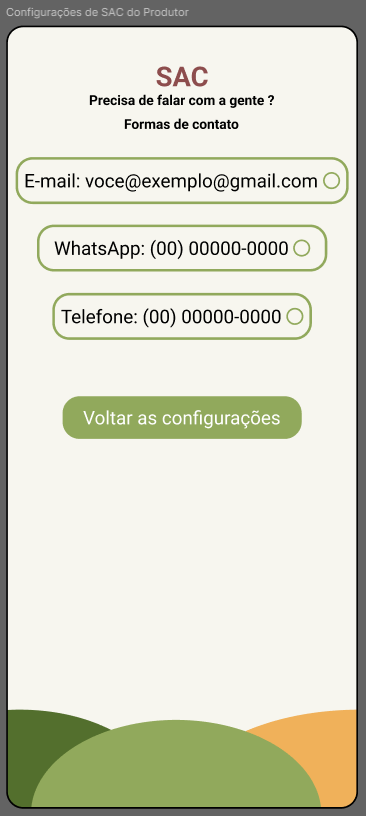 Configurações de SAC do Produtor
SAC
Precisa de falar com a gente ?
Formas de contato
E-mail: voce@exemplo@gmail.com
WhatsApp: (00) 00000-0000
Telefone: (00) 00000-0000
Voltar as configurações